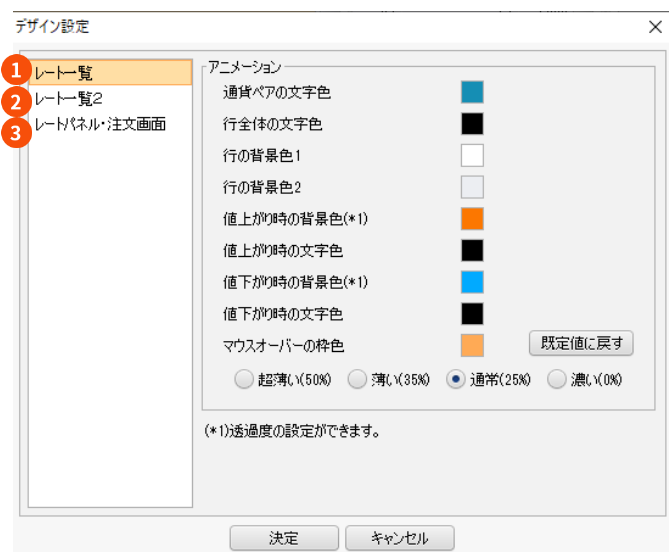 デザイン設定
1 レート一覧
2 レート一覧2
3 レートパネル・注文画面
アニメーション
通貨ペアの文字色
行全体の文字色
行の背景色1
行の背景色2
値上がり時の背景色(*1)
値上がり時の文字色
値下がり時の背景色(*1)
値下がり時の文字色
マウスオーバーの枠色
既定値に戻す
超薄い(50%) 薄い(35%) 通常(25%) 濃い(0%)
(*1)透過度の設定ができます。
決定 キャンセル